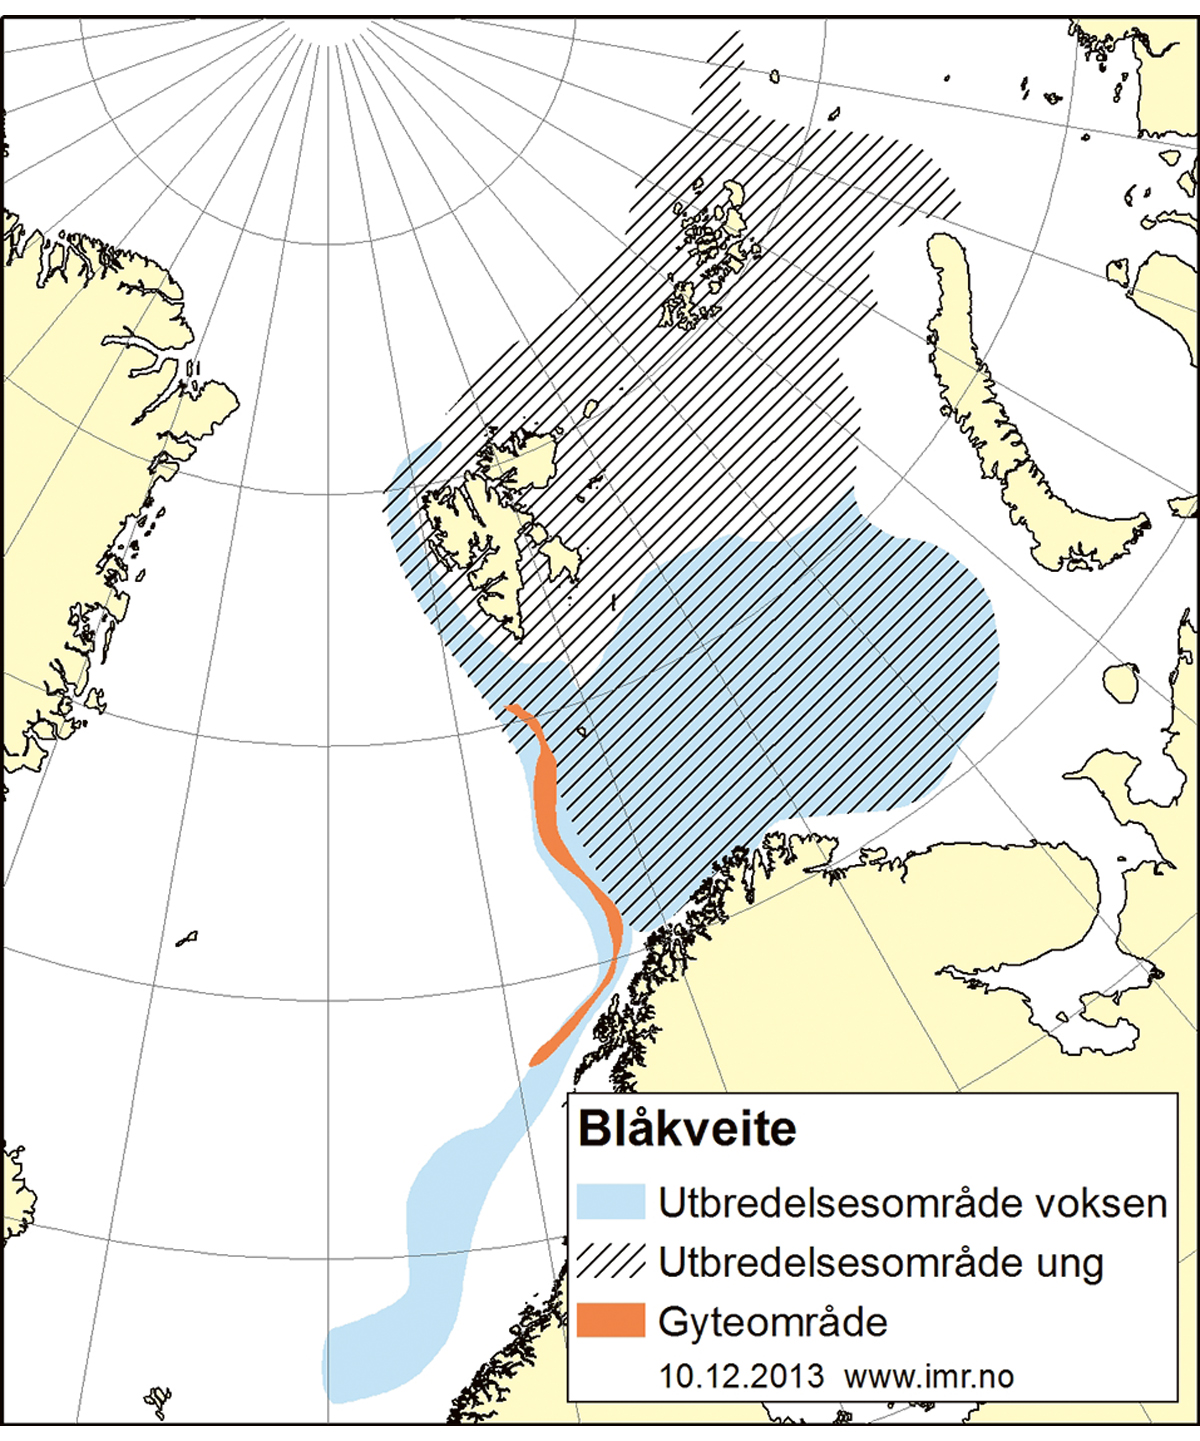 Blåkveite
Utbredelsesområde voksen
Utbredelsesområde ung
Gyteområde
10.12.2013 www.imr.no